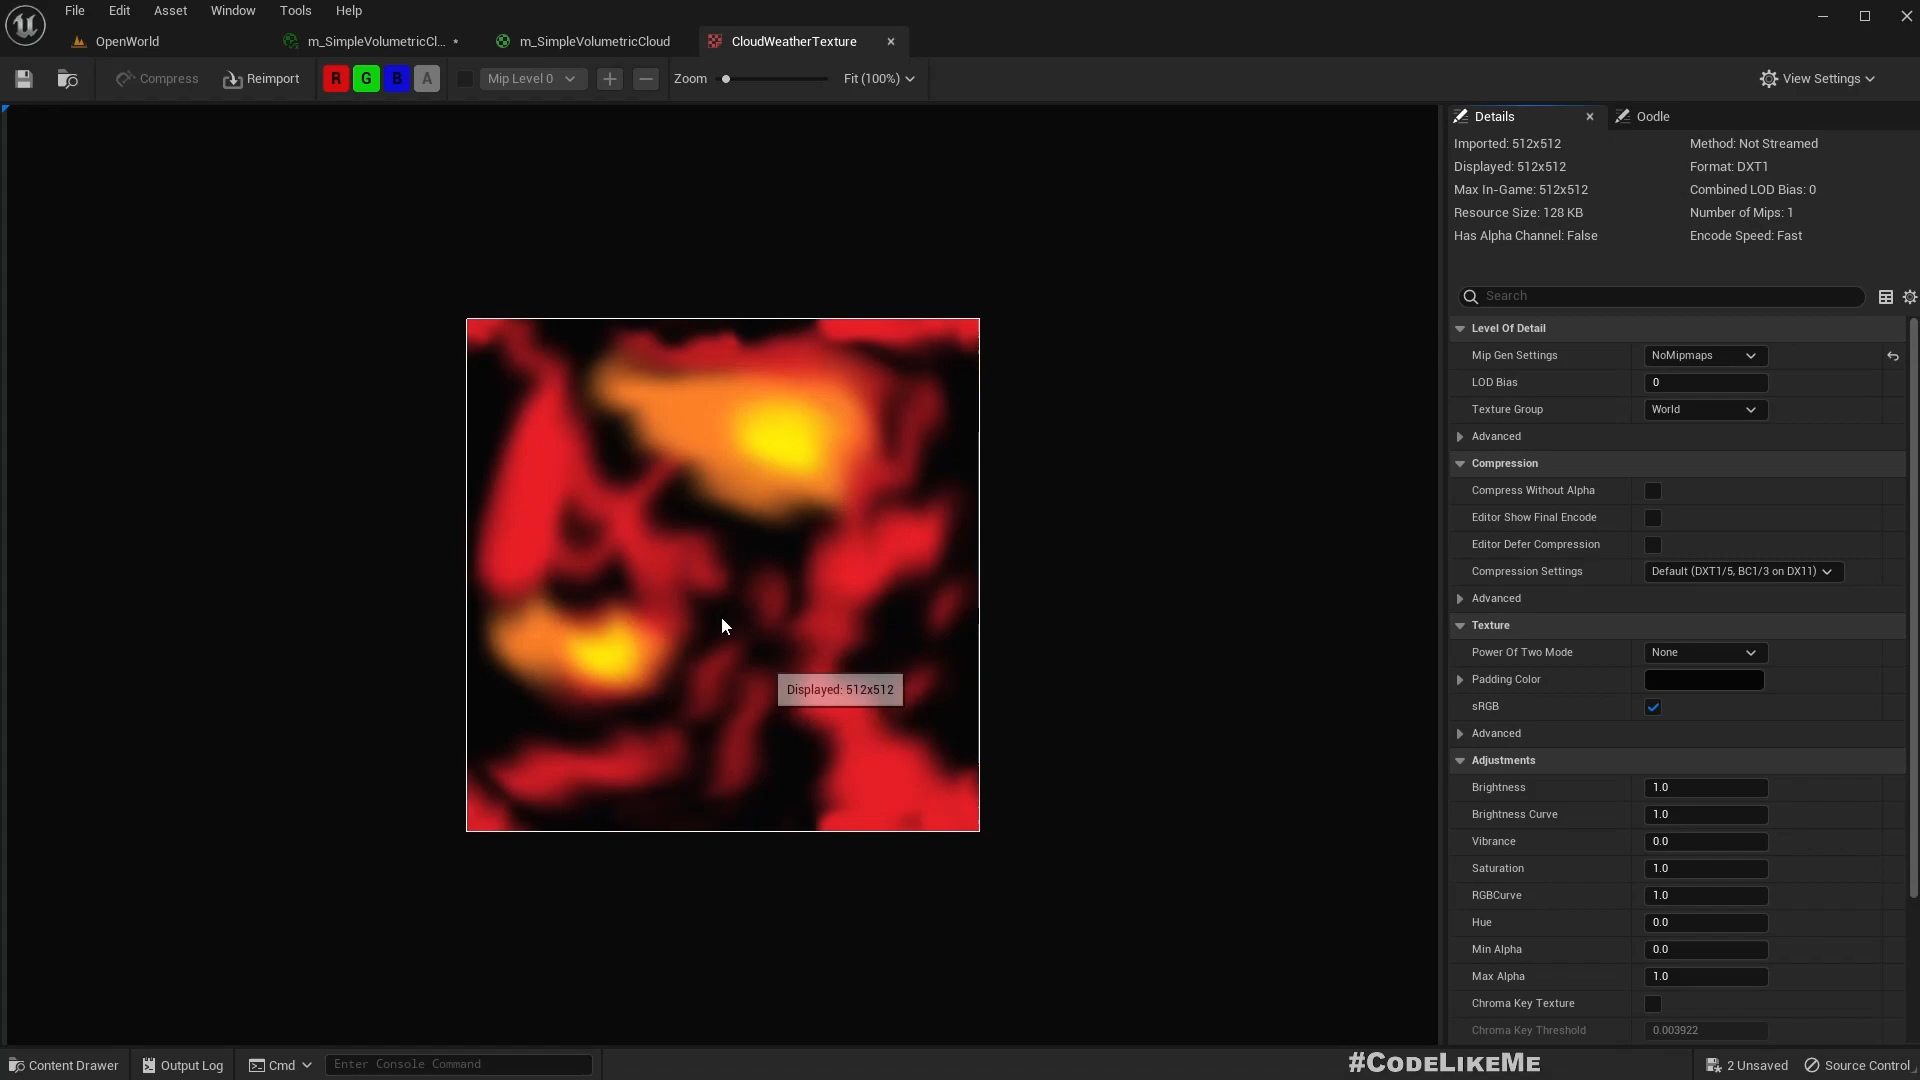 File Edit Asset Window Tools Help
OpenWorld m_SimpleVolumetricCl... • m_SimpleVolumetricCloud CloudWeatherTexture
Compress Reimport R G B A Mip Level 0 Zoom Fit (100%) View Settings
Details Oodle
Imported: 512x512 Method: Not Streamed
Displayed: 512x512 Format: DXT1
Max In-Game: 512x512 Combined LOD Bias: 0
Resource Size: 128 KB Number of Mips: 1
Has Alpha Channel: False Encode Speed: Fast
Search
Level Of Detail
Mip Gen Settings NoMipmaps
LOD Bias 0
Texture Group World
Advanced
Compression
Compress Without Alpha
Editor Show Final Encode
Editor Defer Compression
Compression Settings Default (DXT1/5, BC1/3 on DX11)
Advanced
Texture
Power Of Two Mode None
Padding Color
Displayed: 512x512
sRGB
Advanced
Adjustments
Brightness 1.0
Brightness Curve 1.0
Vibrance 0.0
Saturation 1.0
RGBCurve 1.0
Hue 0.0
Min Alpha 0.0
Max Alpha 1.0
Chroma Key Texture
Chroma Key Threshold 0.003922
Content Drawer Output Log Cmd Enter Console Command #CodeLikeMe 2 Unsaved Source Control